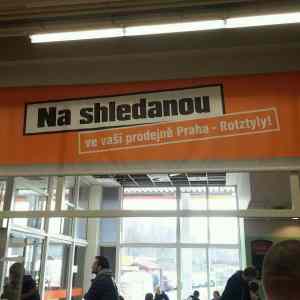 Na shledanou
ve vaší prodejně Praha - Rotztyly!